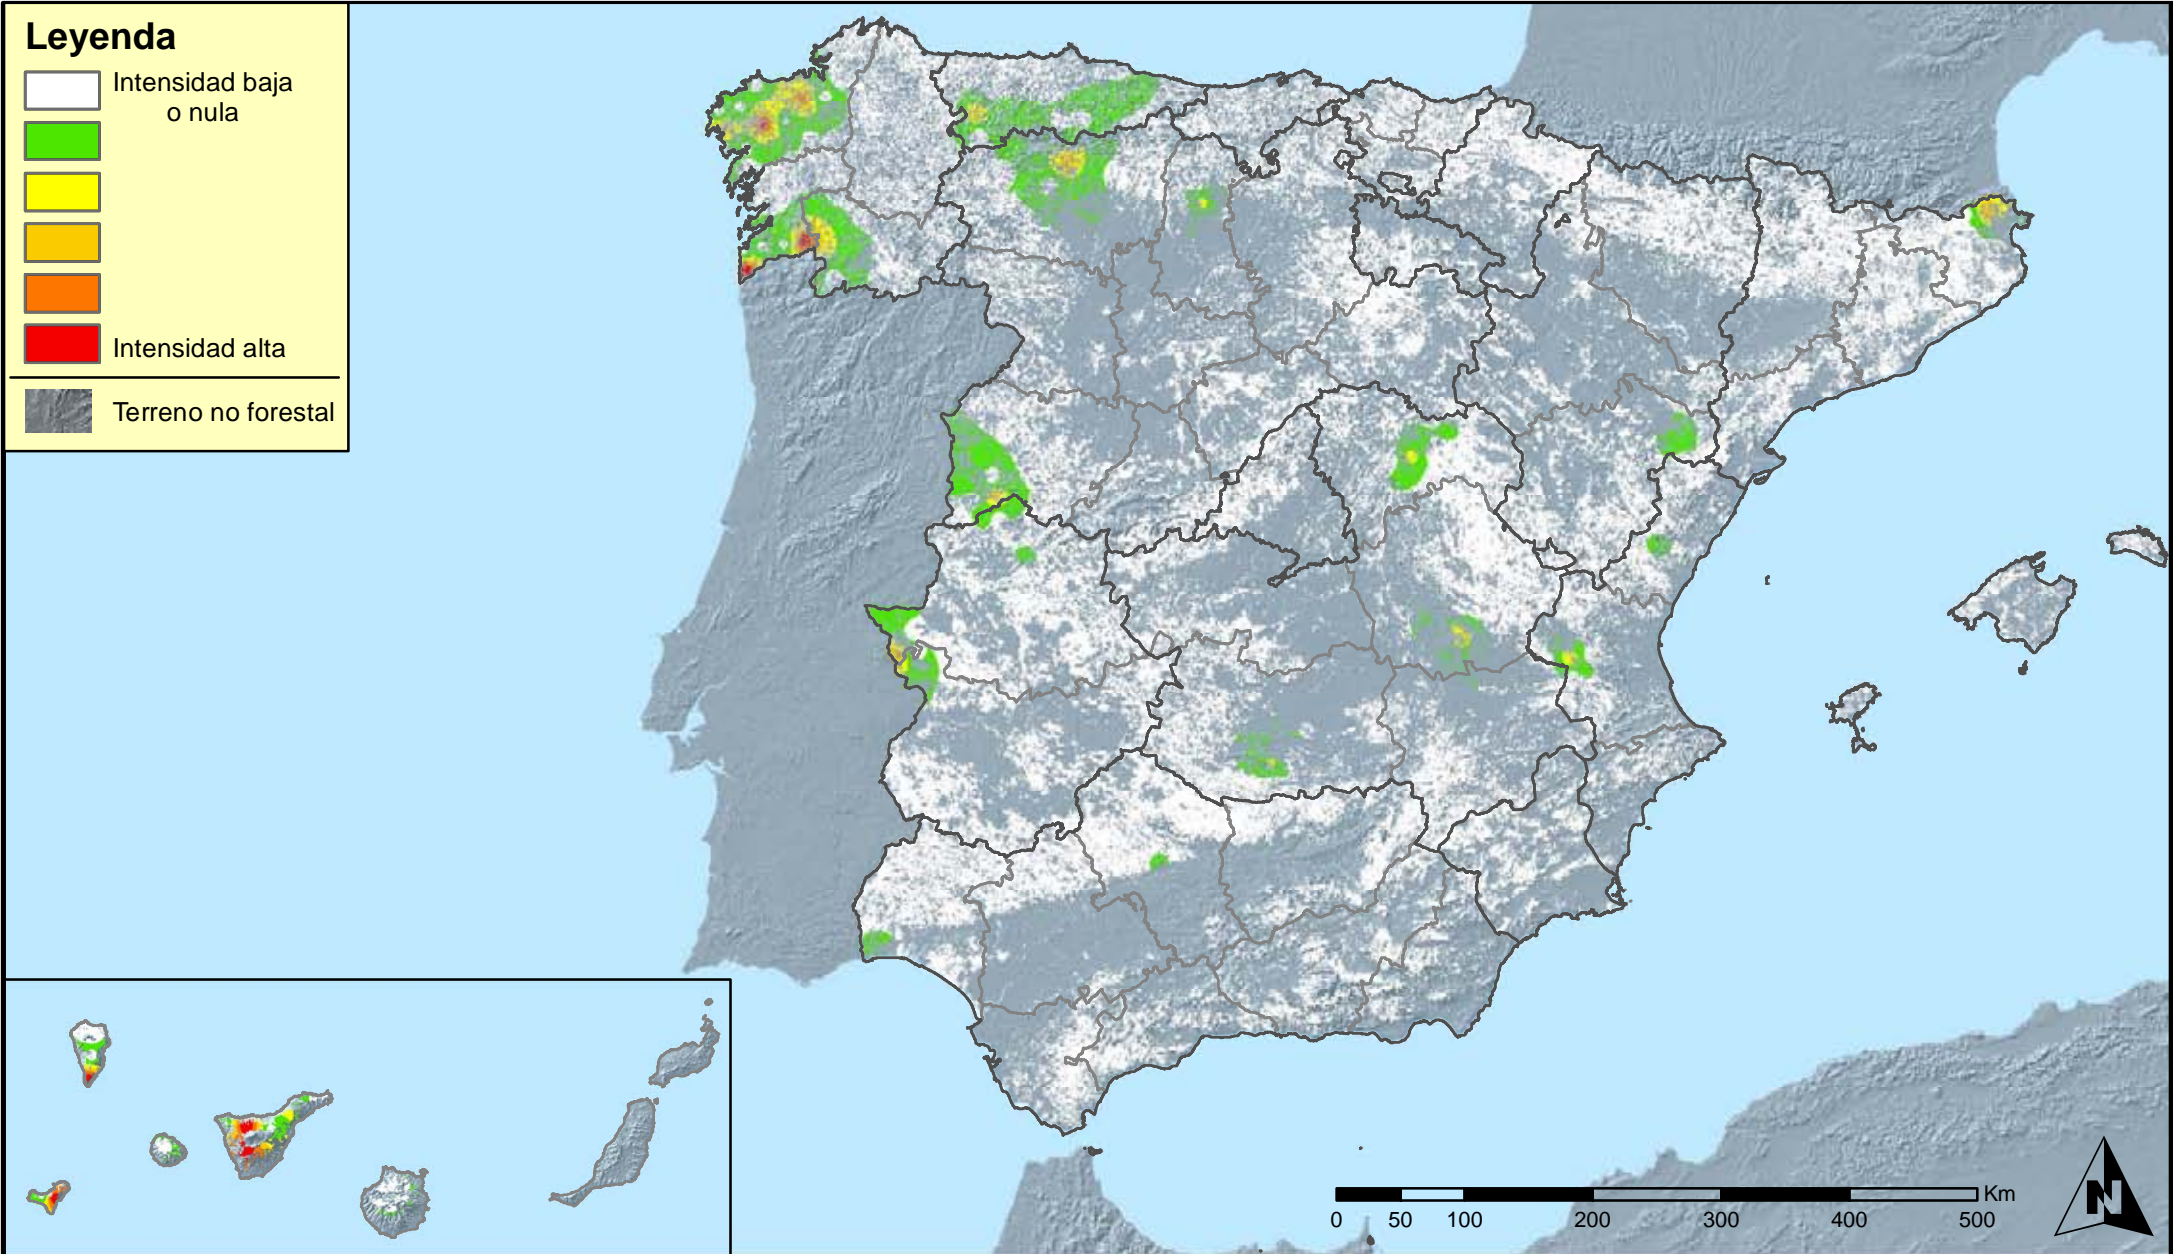 Leyenda
Intensidad baja
o nula
Intensidad alta
Terreno no forestal
Km
0 50 100 200 300 400 500
N